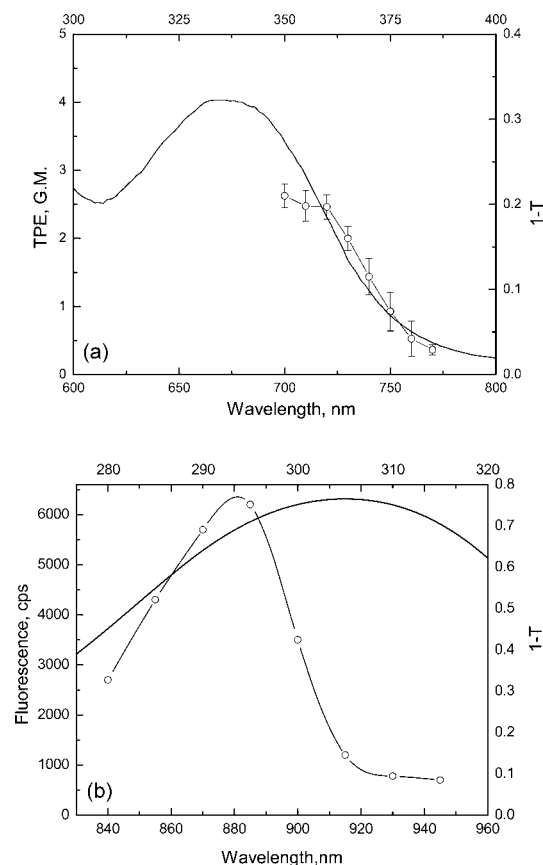 300 325 350 375 400
5 4 3 2 1 0
TPE, G.M.
0.4 0.3 0.2 0.1 0.0
1-T
(a)
600 650 700 750 800
Wavelength, nm
280 290 300 310 320
6000 5000 4000 3000 2000 1000 0
Fluorescence, cps
0.8 0.7 0.6 0.5 0.4 0.3 0.2 0.1 0.0
1-T
(b)
840 860 880 900 920 940 960
Wavelength,nm